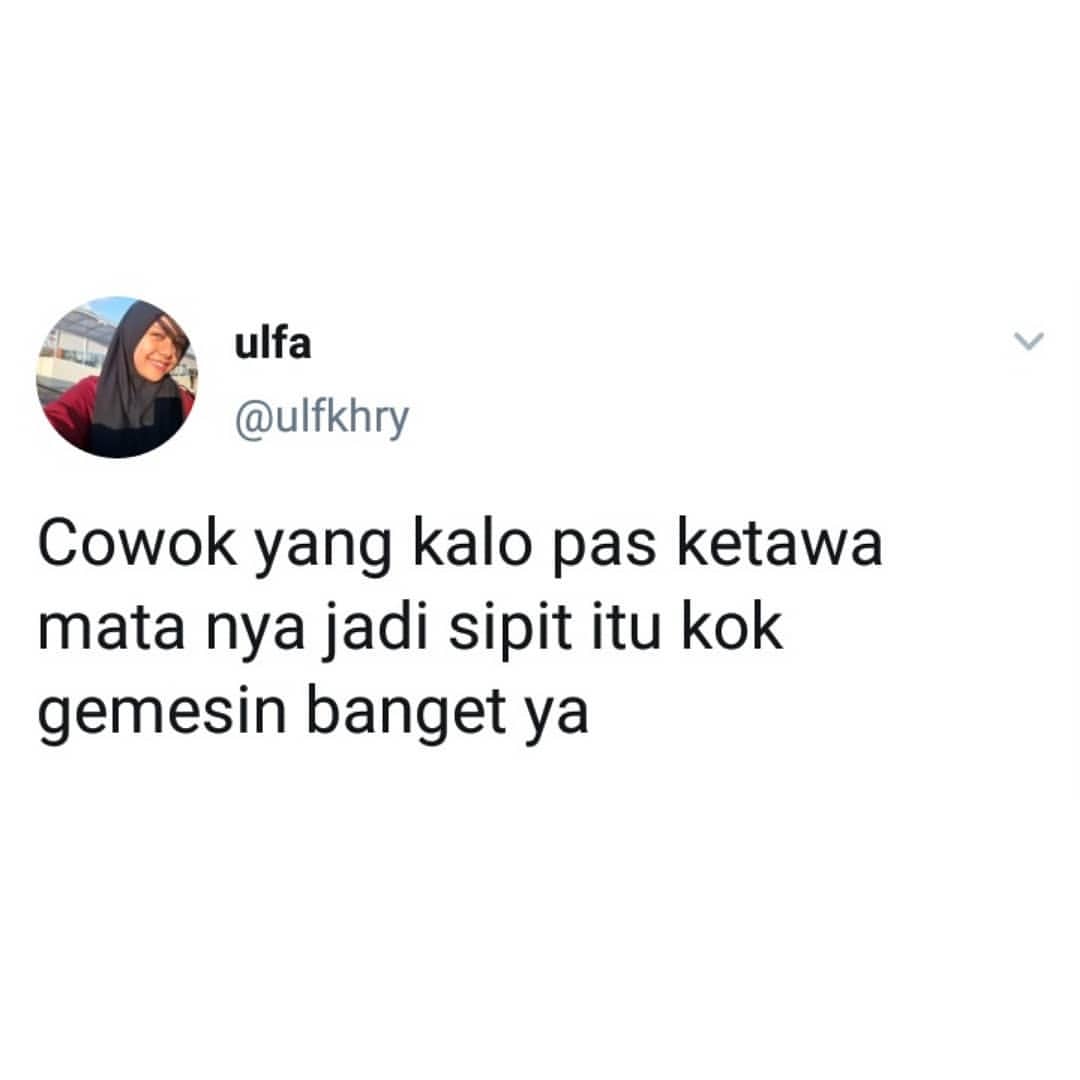 ulfa
@ulfkhry
Cowok yang kalo pas ketawa
mata nya jadi sipit itu kok
gemesin banget ya